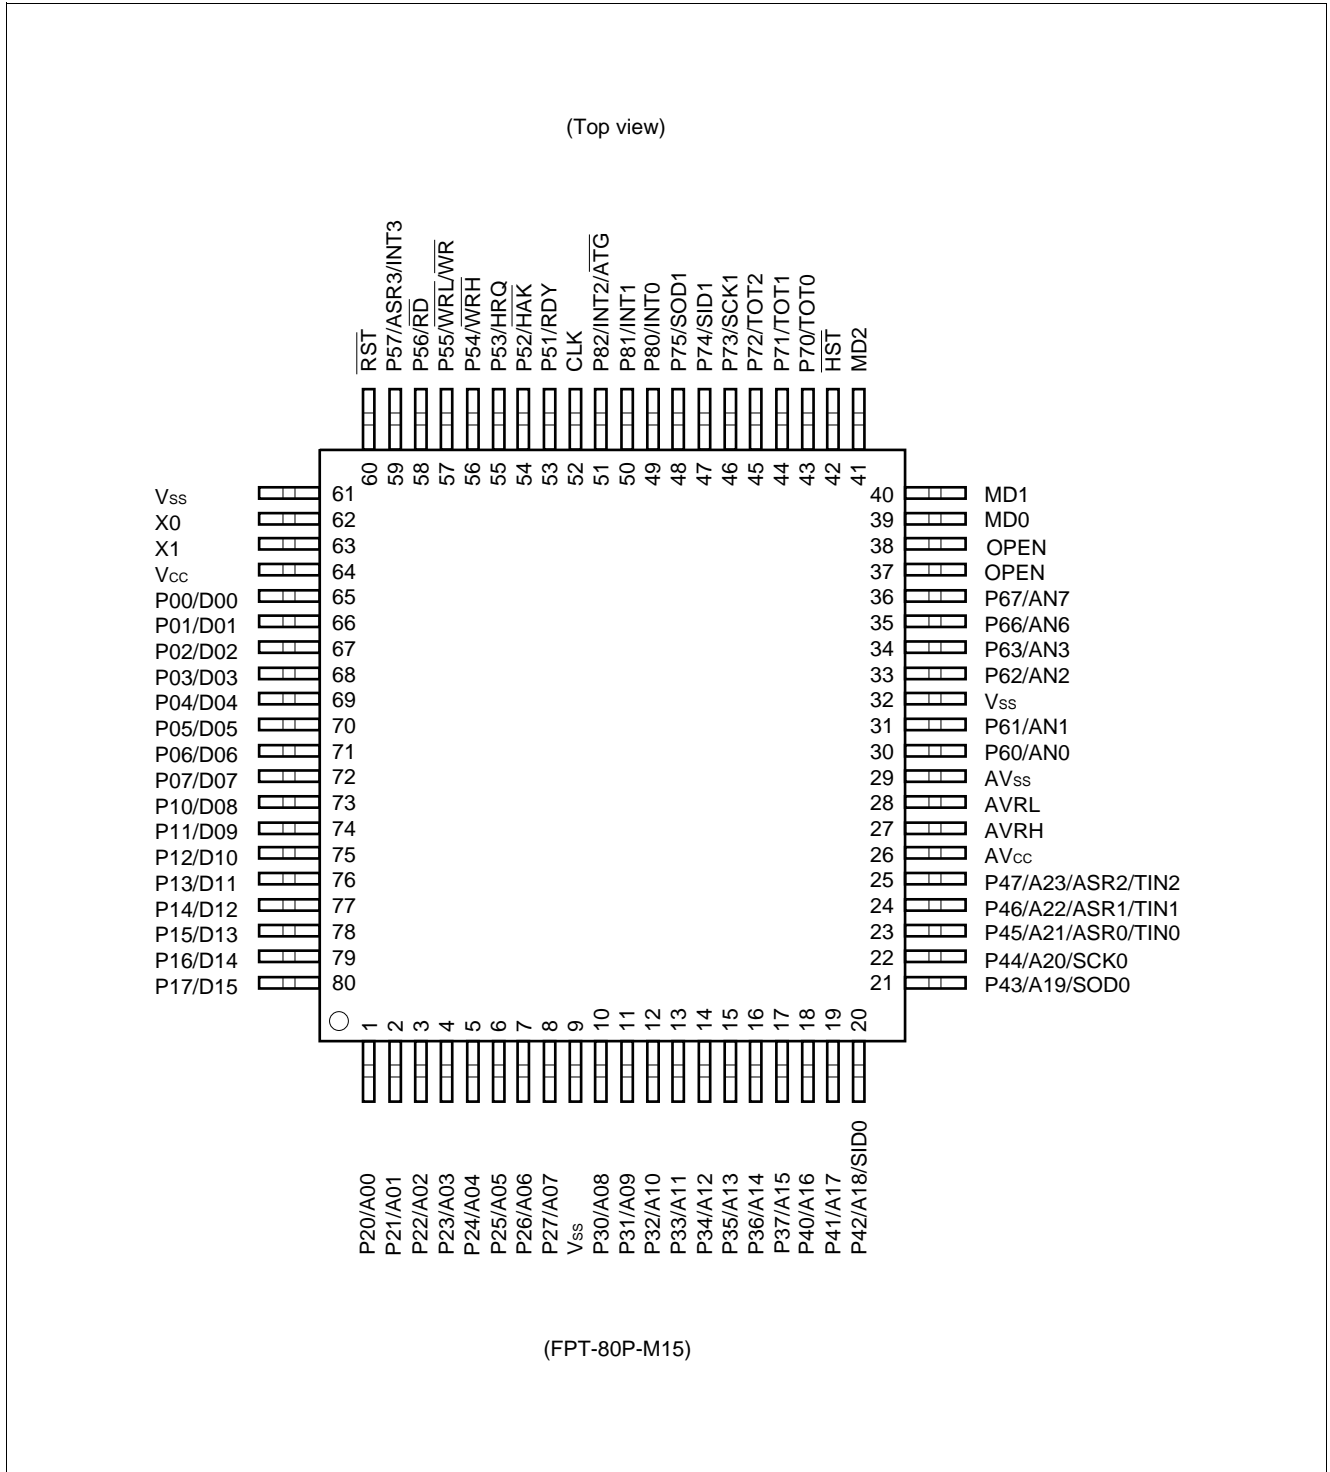 (Top view)
RST
P57/ASR3/INT3
P56/RD
P55/WRL/WR
P54/WRH
P53/HRQ
P52/HAK
P51/RDY
CLK
P82/INT2/ATG
P81/INT1
P80/INT0
P75/SOD1
P74/SID1
P73/SCK1
P72/TOT2
P71/TOT1
P70/TOT0
HST
MD2
60 59 58 57 56 55 54 53 52 51 50 49 48 47 46 45 44 43 42 41
Vss 61
X0 62
X1 63
Vcc 64
P00/D00 65
P01/D01 66
P02/D02 67
P03/D03 68
P04/D04 69
P05/D05 70
P06/D06 71
P07/D07 72
P10/D08 73
P11/D09 74
P12/D10 75
P13/D11 76
P14/D12 77
P15/D13 78
P16/D14 79
P17/D15 80
40 MD1
39 MD0
38 OPEN
37 OPEN
36 P67/AN7
35 P66/AN6
34 P63/AN3
33 P62/AN2
32 Vss
31 P61/AN1
30 P60/AN0
29 AVss
28 AVRL
27 AVRH
26 AVcc
25 P47/A23/ASR2/TIN2
24 P46/A22/ASR1/TIN1
23 P45/A21/ASR0/TIN0
22 P44/A20/SCK0
21 P43/A19/SOD0
1 2 3 4 5 6 7 8 9 10 11 12 13 14 15 16 17 18 19 20
P20/A00
P21/A01
P22/A02
P23/A03
P24/A04
P25/A05
P26/A06
P27/A07
Vss
P30/A08
P31/A09
P32/A10
P33/A11
P34/A12
P35/A13
P36/A14
P37/A15
P40/A16
P41/A17
P42/A18/SID0
(FPT-80P-M15)